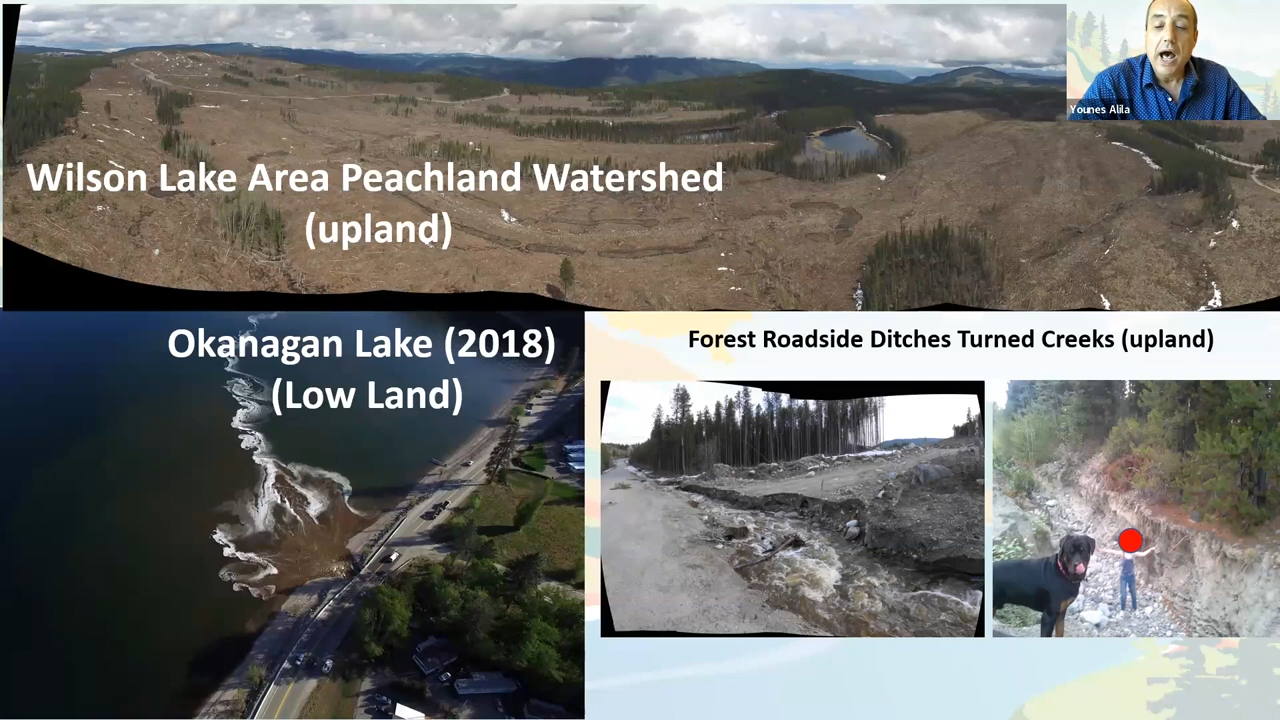 Younes Alila
Wilson Lake Area Peachland Watershed
(upland)
Okanagan Lake (2018)
(Low Land)
Forest Roadside Ditches Turned Creeks (upland)